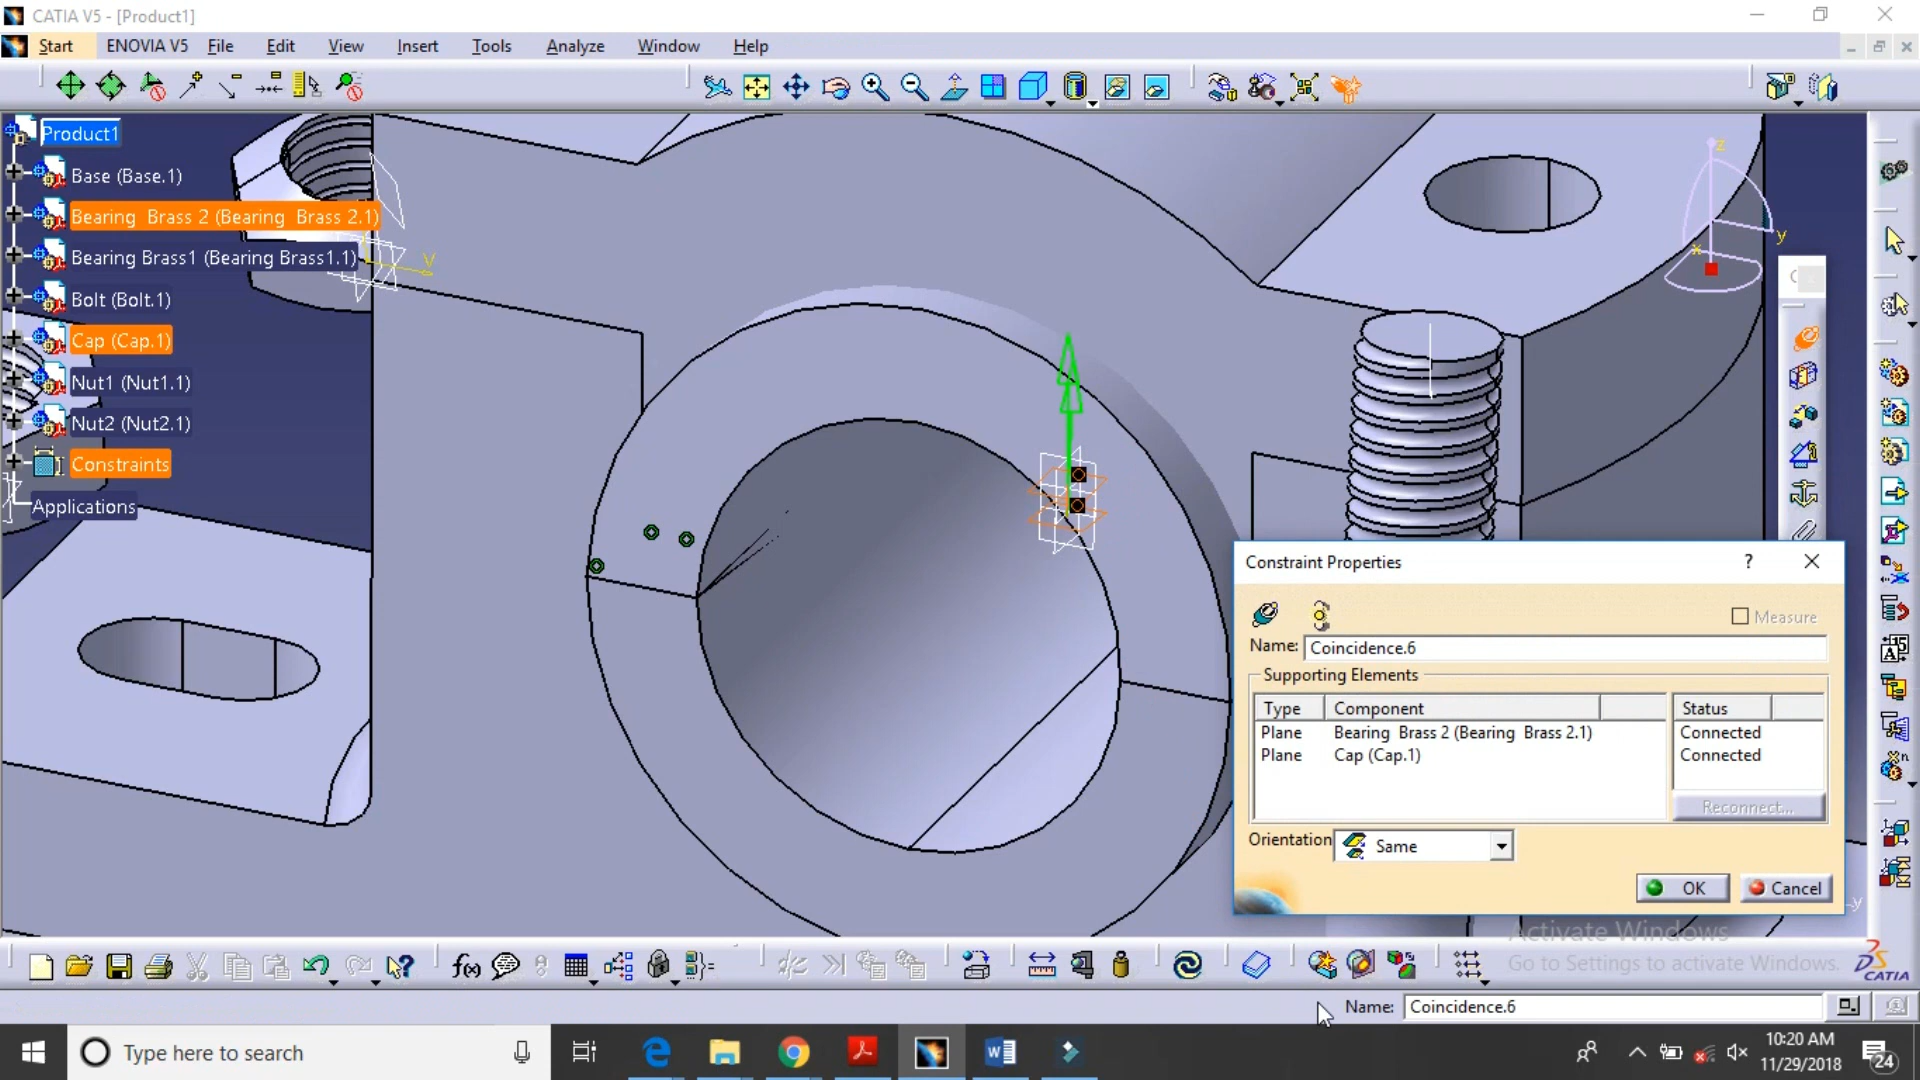 CATIA V5 - [Product1]
Start ENOVIA V5 File Edit View Insert Tools Analyze Window Help
Product1
Base (Base.1)
Bearing Brass 2 (Bearing Brass 2.1)
Bearing Brass1 (Bearing Brass1.1)
Bolt (Bolt.1)
Cap (Cap.1)
Nut1 (Nut1.1)
Nut2 (Nut2.1)
Constraints
Applications
y
z
y
x
Constraint Properties
?
Measure
Name: Coincidence.6
Supporting Elements
Type Component Status
Plane Bearing Brass 2 (Bearing Brass 2.1) Connected
Plane Cap (Cap.1) Connected
Reconnect...
Orientation Same
OK Cancel
y
Activate Windows
Go to Settings to activate Windows.
f(x)
CATIA
Name: Coincidence.6
Type here to search
10:20 AM
11/29/2018
24